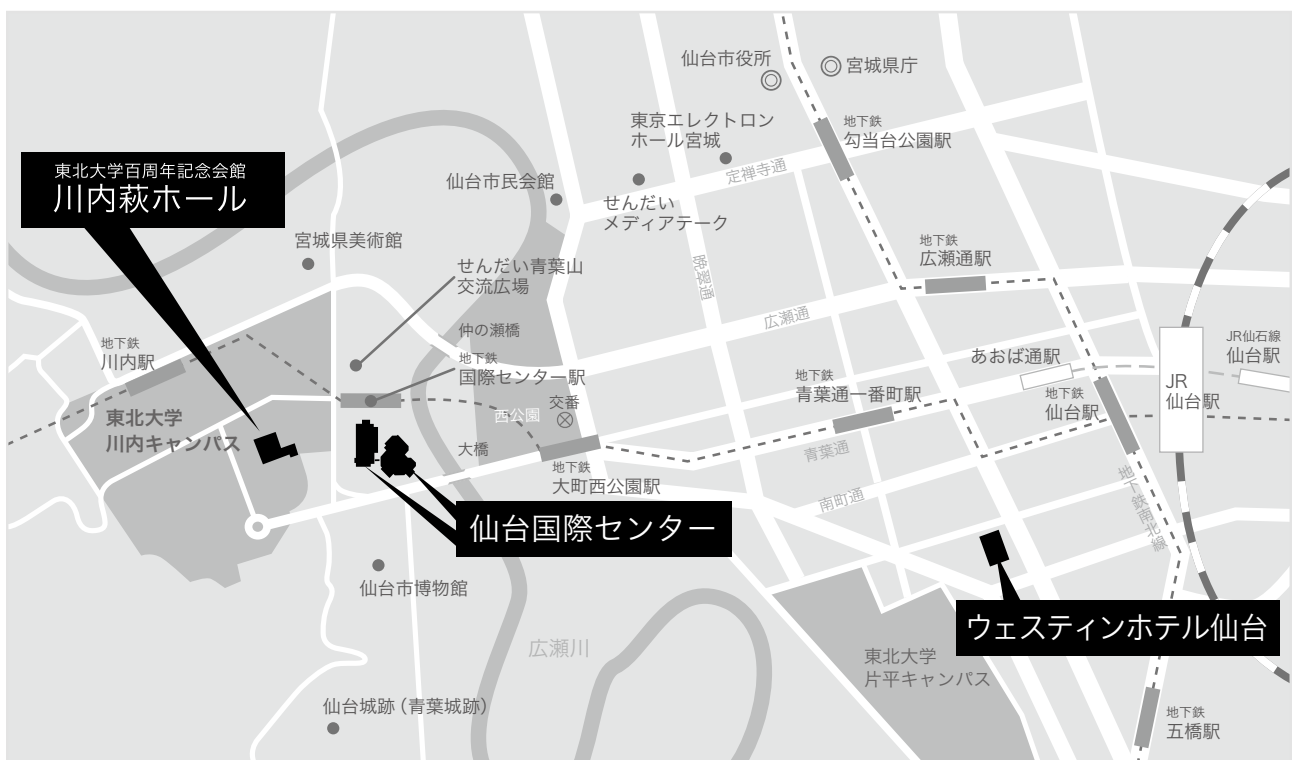 仙台市役所
宮城県庁
東京エレクトロン
ホール宮城
地下鉄
勾当台公園駅
定禅寺通
東北大学百周年記念会館
川内萩ホール
仙台市民会館
せんだい
メディアテーク
宮城県美術館
せんだい青葉山
交流広場
地下鉄
広瀬通駅
晩翠通
広瀬通
仲の瀬橋
地下鉄
川内駅
地下鉄
国際センター駅
あおば通駅
JR仙石線
仙台駅
JR
仙台駅
地下鉄
青葉通一番町駅
地下鉄
仙台駅
東北大学
川内キャンパス
西公園
交番
大橋
青葉通
地下鉄
大町西公園駅
南町通
地下鉄南北線
仙台国際センター
仙台市博物館
ウェスティンホテル仙台
広瀬川
東北大学
片平キャンパス
仙台城跡（青葉城跡）
地下鉄
五橋駅